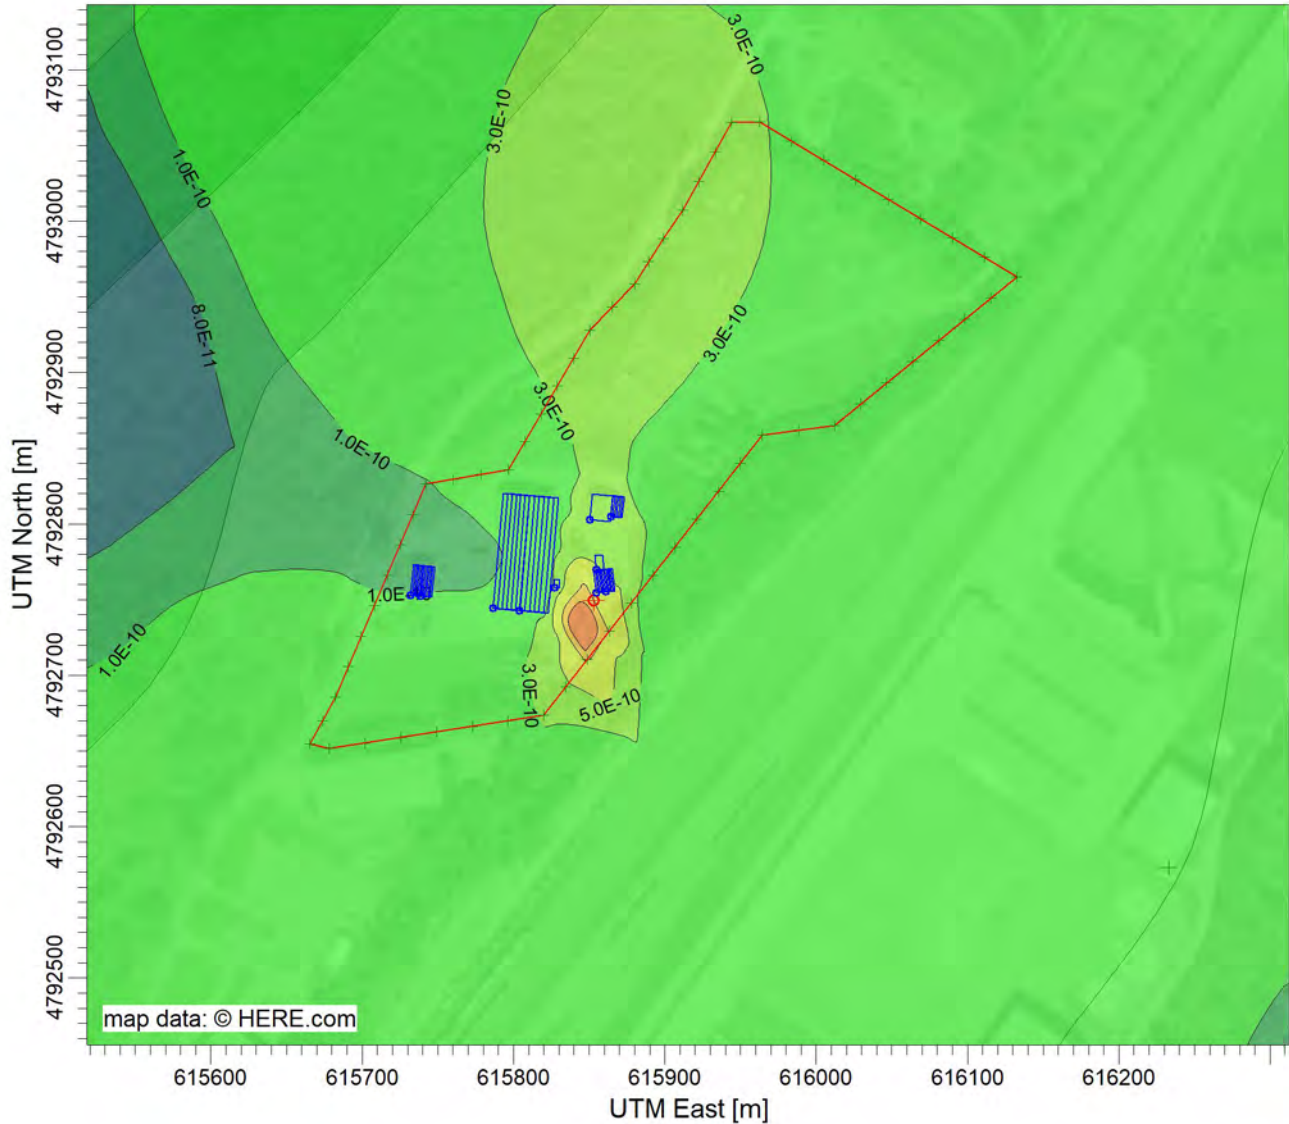 3.0E-10
3.0E-10
1.0E-10
8.0E-11
3.0E-10
3.0E-10
1.0E-10
1.0E
1.0E-10
3.0E-10
5.0E-10
4793100
4793000
4792900
4792800
4792700
4792600
4792500
UTM North [m]
map data: © HERE.com
615600 615700 615800 615900 616000 616100 616200
UTM East [m]